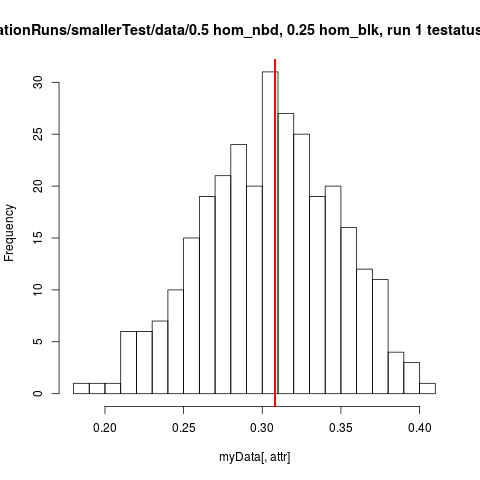 ationRuns/smallerTest/data/0.5 hom_nbd, 0.25 hom_blk, run 1 testatus
Frequency
30
25
20
15
10
5
0
0.20 0.25 0.30 0.35 0.40
myData[, attr]